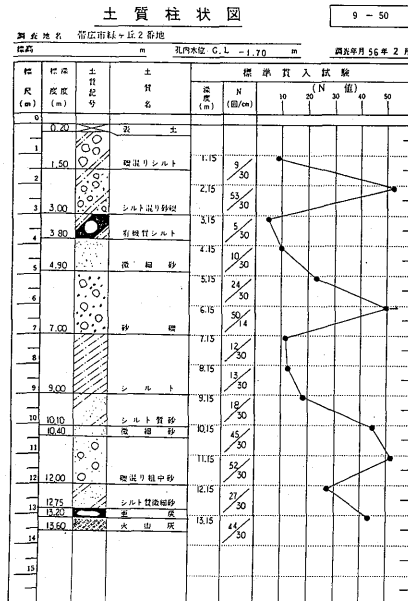 土質柱状図
9 － 50
調査地名 帯広市緑ヶ丘2番地
標高 m 孔内水位 G.L －1.70 m 調査年月 56年 2月
標尺(m) 標深度(m) 土質記号 土質名 標準貫入試験
深度(m) N(回/cm) (N 値)
10 20 30 40 50
0
0.20 表土
1 1.15 9/30
1.50 礫混りシルト
2 2.15 53/30
3 3.00 シルト混り砂礫 3.15 5/30
4 3.80 有機質シルト 4.15 10/30
5 4.90 微細砂 5.15 24/30
6 6.15 50/14
7 7.00 砂礫 7.15 12/30
8 8.15 13/30
9 9.00 シルト 9.15 18/30
10 10.10 シルト質砂 10.15 45/30
10.40 微細砂
11 11.15 52/30
12 12.00 礫混り粗中砂 12.15 27/30
12.75 シルト質微細砂
13 13.20 13.15 44/30
13.60 火山灰
14
15